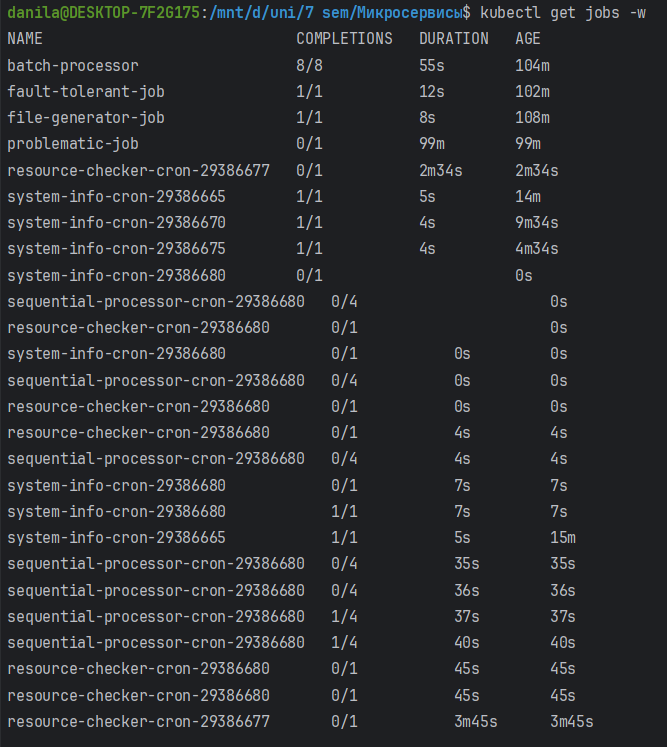 danila@DESKTOP-7F2G175:/mnt/d/uni/7 sem/Микросервисы$ kubectl get jobs -w
NAME COMPLETIONS DURATION AGE
batch-processor 8/8 55s 104m
fault-tolerant-job 1/1 12s 102m
file-generator-job 1/1 8s 108m
problematic-job 0/1 99m 99m
resource-checker-cron-29386677 0/1 2m34s 2m34s
system-info-cron-29386665 1/1 5s 14m
system-info-cron-29386670 1/1 4s 9m34s
system-info-cron-29386675 1/1 4s 4m34s
system-info-cron-29386680 0/1 0s
sequential-processor-cron-29386680 0/4 0s
resource-checker-cron-29386680 0/1 0s
system-info-cron-29386680 0/1 0s 0s
sequential-processor-cron-29386680 0/4 0s 0s
resource-checker-cron-29386680 0/1 0s 0s
resource-checker-cron-29386680 0/1 4s 4s
sequential-processor-cron-29386680 0/4 4s 4s
system-info-cron-29386680 0/1 7s 7s
system-info-cron-29386680 1/1 7s 7s
system-info-cron-29386665 1/1 5s 15m
sequential-processor-cron-29386680 0/4 35s 35s
sequential-processor-cron-29386680 0/4 36s 36s
sequential-processor-cron-29386680 1/4 37s 37s
sequential-processor-cron-29386680 1/4 40s 40s
resource-checker-cron-29386680 0/1 45s 45s
resource-checker-cron-29386680 0/1 45s 45s
resource-checker-cron-29386677 0/1 3m45s 3m45s